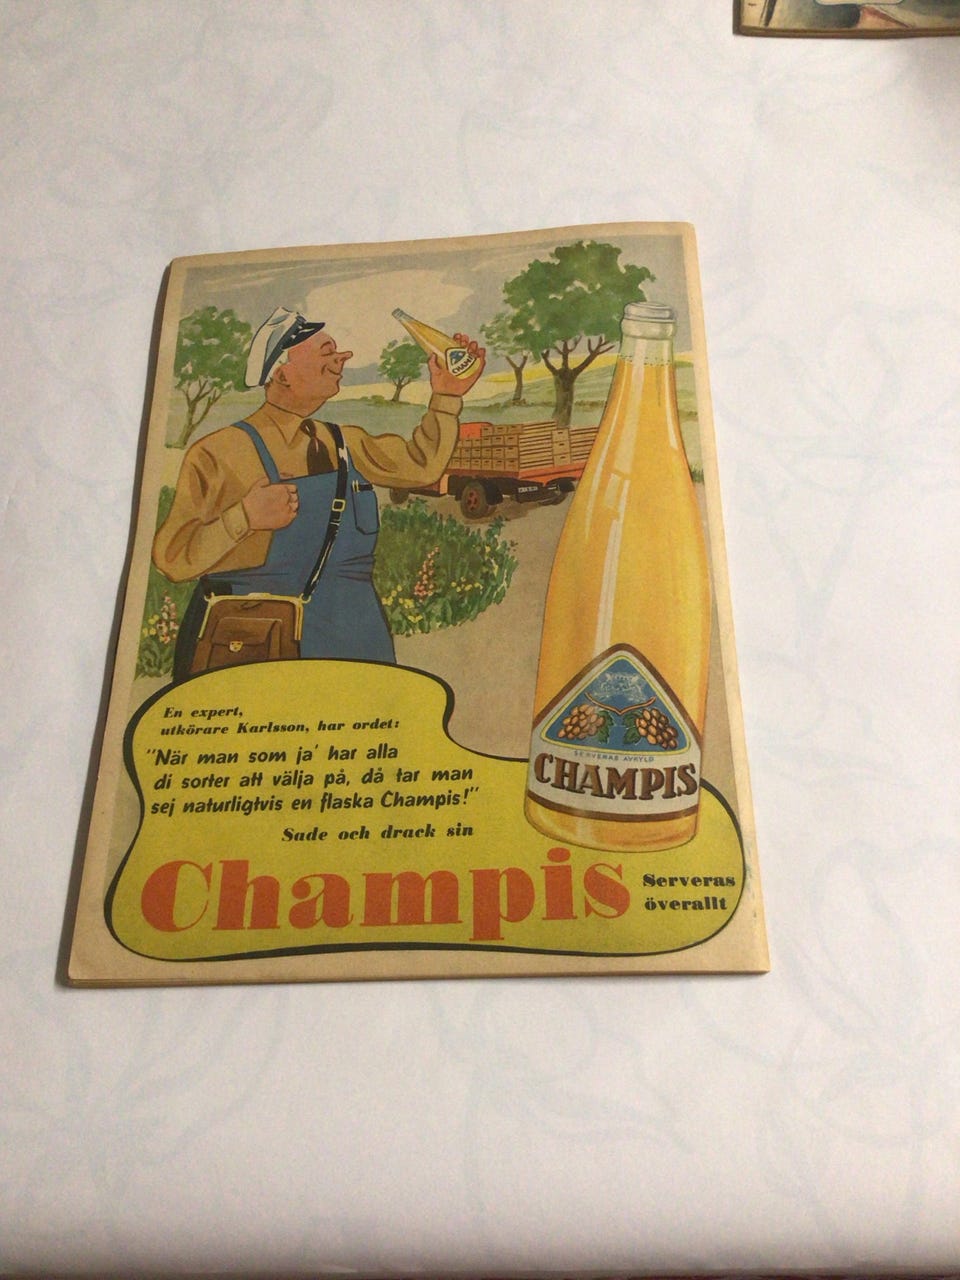 CHAMP
En expert,
utkörare Karlsson, har ordet:
"När man som ja' har alla
di sorter att välja på, då tar man
sej naturligtvis en flaska Champis!"
Sade och drack sin
Champis
Serveras
överallt
SERVERAS AVKYLD
CHAMPIS